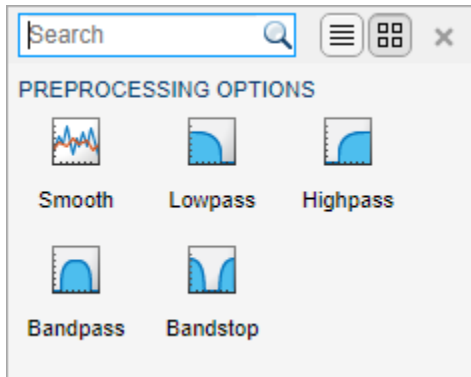 Search
PREPROCESSING OPTIONS
Smooth Lowpass Highpass
Bandpass Bandstop